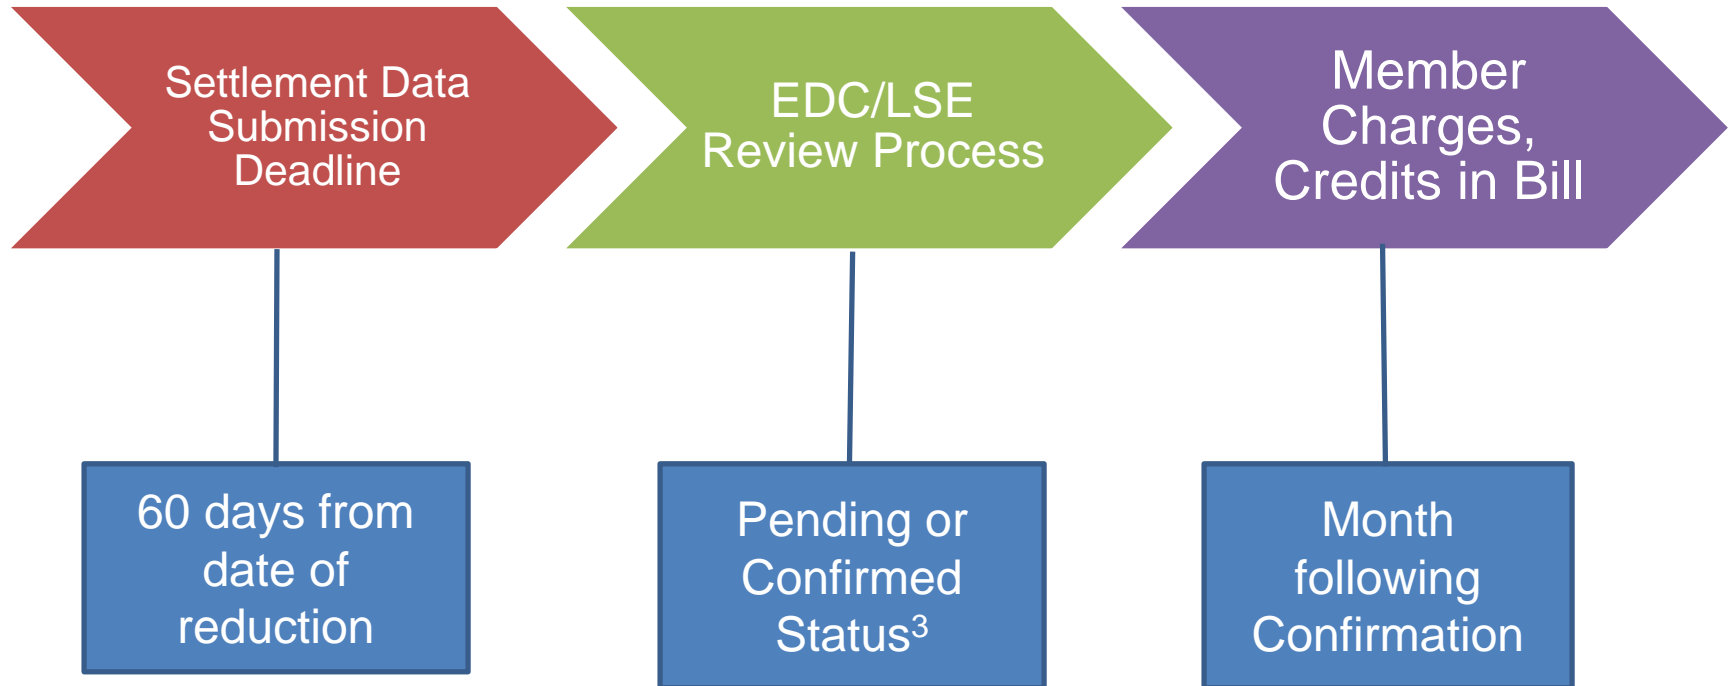 Settlement Data
Submission
Deadline
EDC/LSE
Review Process
Member
Charges,
Credits in Bill
60 days from
date of
reduction
Pending or
Confirmed
Status³
Month
following
Confirmation